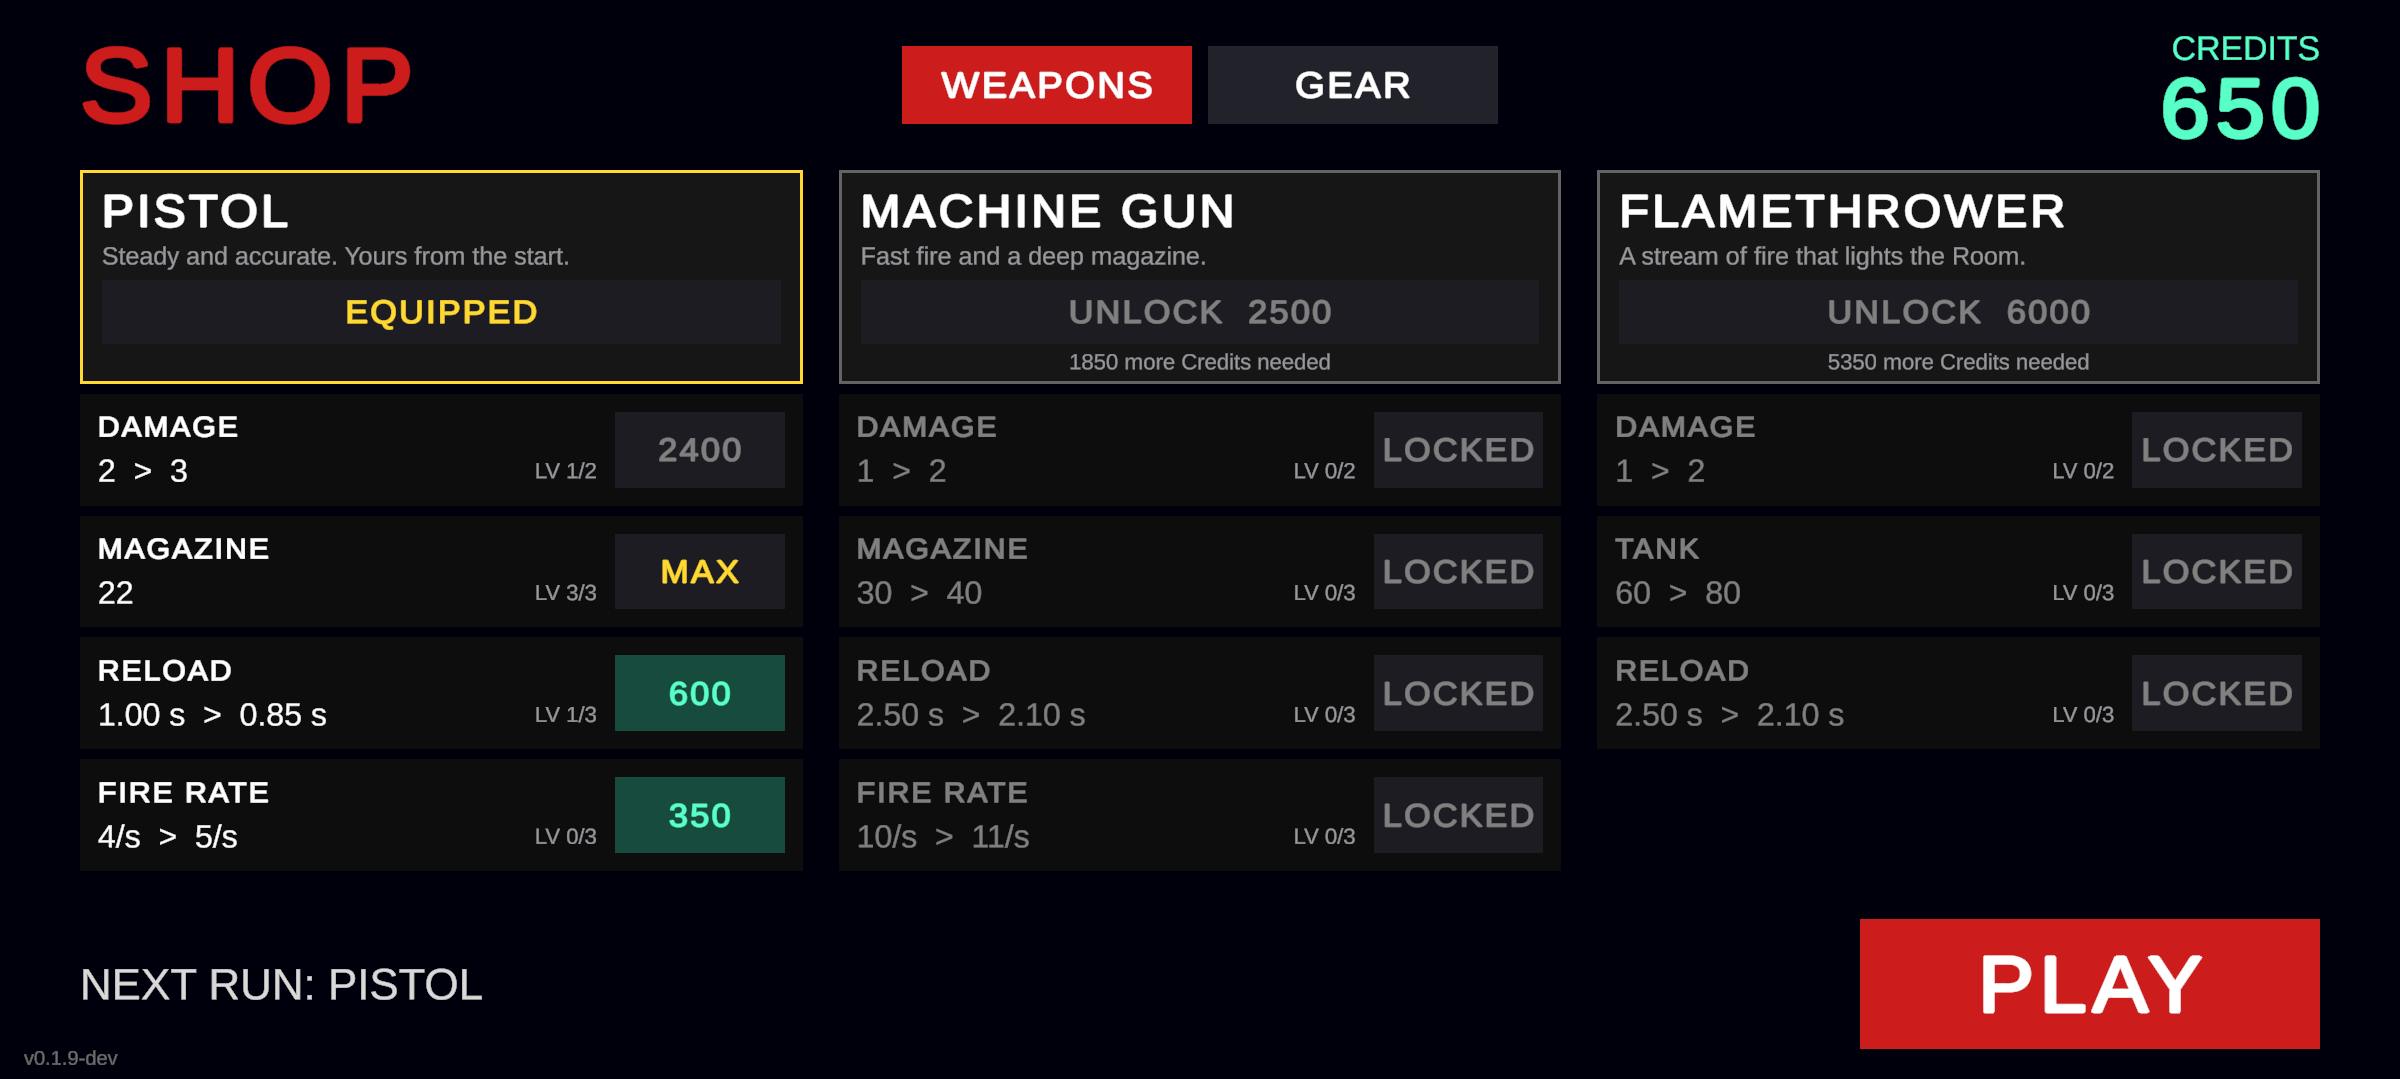 SHOP
WEAPONS
GEAR
CREDITS
650
PISTOL
Steady and accurate. Yours from the start.
EQUIPPED
DAMAGE
2 > 3
LV 1/2
2400
MAGAZINE
22
LV 3/3
MAX
RELOAD
1.00 s > 0.85 s
LV 1/3
600
FIRE RATE
4/s > 5/s
LV 0/3
350
MACHINE GUN
Fast fire and a deep magazine.
UNLOCK 2500
1850 more Credits needed
DAMAGE
1 > 2
LV 0/2
LOCKED
MAGAZINE
30 > 40
LV 0/3
LOCKED
RELOAD
2.50 s > 2.10 s
LV 0/3
LOCKED
FIRE RATE
10/s > 11/s
LV 0/3
LOCKED
FLAMETHROWER
A stream of fire that lights the Room.
UNLOCK 6000
5350 more Credits needed
DAMAGE
1 > 2
LV 0/2
LOCKED
TANK
60 > 80
LV 0/3
LOCKED
RELOAD
2.50 s > 2.10 s
LV 0/3
LOCKED
NEXT RUN: PISTOL
PLAY
v0.1.9-dev